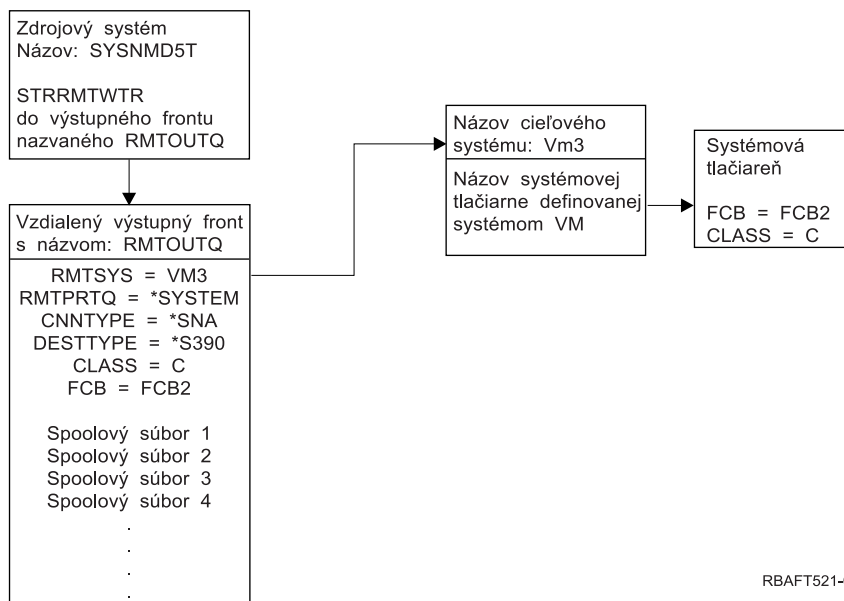 Zdrojový systém
Názov: SYSNMD5T
STRRMTWTR
do výstupného frontu
nazvaného RMTOUTQ
Vzdialený výstupný front
s názvom: RMTOUTQ
RMTSYS = VM3
RMTPRTQ = *SYSTEM
CNNTYPE = *SNA
DESTTYPE = *S390
CLASS = C
FCB = FCB2
Spoolový súbor 1
Spoolový súbor 2
Spoolový súbor 3
Spoolový súbor 4
.
.
.
.
Názov cieľového
systému: Vm3
Názov systémovej
tlačiarne definovanej
systémom VM
Systémová
tlačiareň
FCB = FCB2
CLASS = C
RBAFT521-